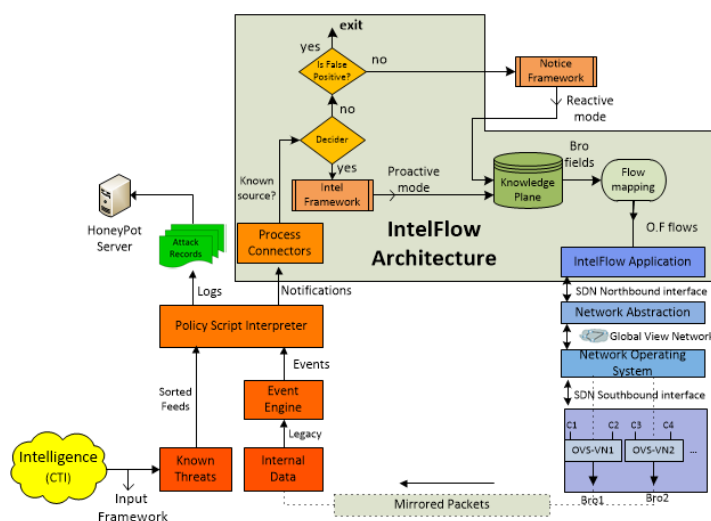 exit
yes
no
Is False
Positive?
Notice
Framework
no
Reactive
mode
Decider
yes
Known
source?
Intel
Framework
Proactive
mode
Knowledge
Plane
Bro
fields
Flow
mapping
O.F flows
IntelFlow
Architecture
HoneyPot
Server
Attack
Records
Process
Connectors
IntelFlow Application
Logs
Notifications
SDN Northbound interface
Network Abstraction
Policy Script Interpreter
Global View Network
Network Operating
System
Events
Sorted
Feeds
Event
Engine
SDN Southbound interface
Legacy
C1
C2
C3
C4
OVS-VN1
OVS-VN2
...
Intelligence
(CTI)
Known
Threats
Internal
Data
Input
Framework
Mirrored Packets
Bro1
Bro2